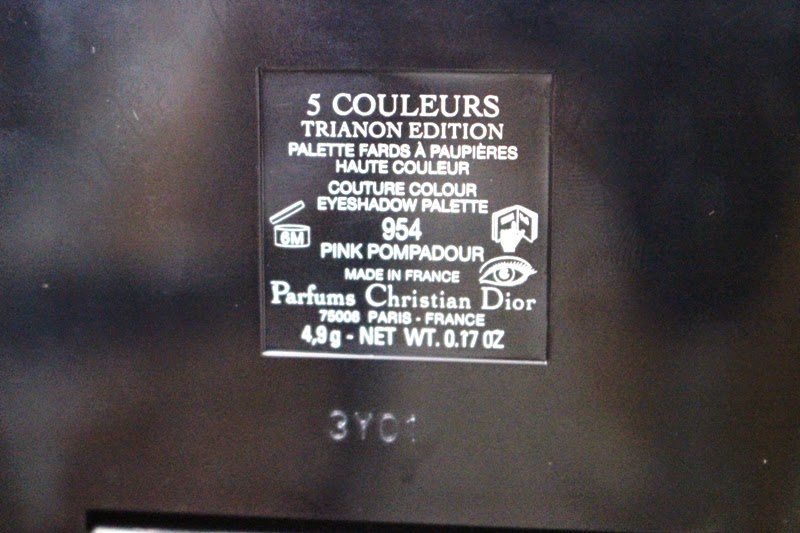 5 COULEURS
TRIANON EDITION
PALETTE FARDS À PAUPIÈRES
HAUTE COULEUR
COUTURE COLOUR
EYESHADOW PALETTE
954
6M
PINK POMPADOUR
MADE IN FRANCE
Parfums Christian Dior
75008 PARIS - FRANCE
4,9 g - NET WT. 0.17 OZ
3Y01